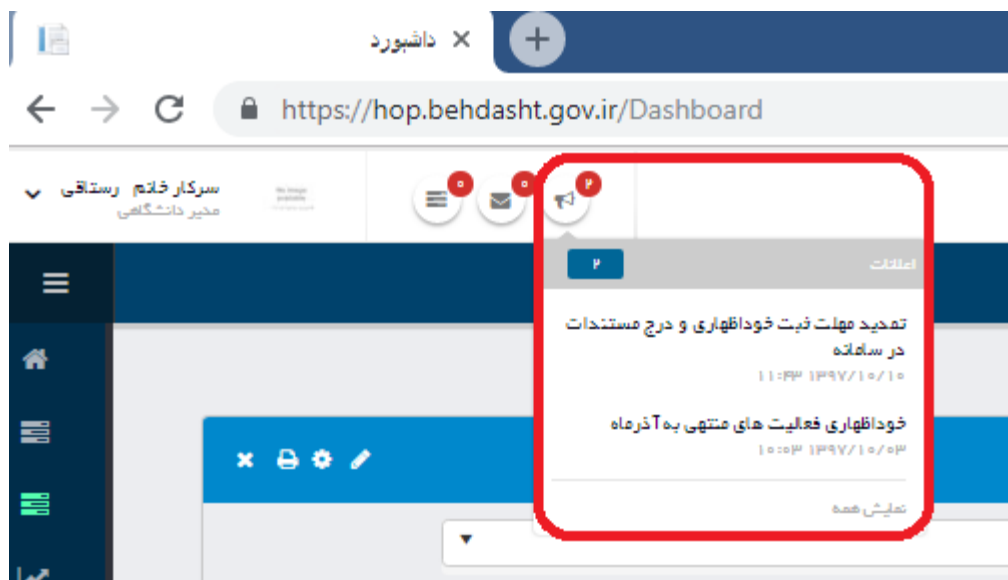 داشبورد
https://hop.behdasht.gov.ir/Dashboard
سرکار خانم رستاقی
مدیر دانشگاهی
۰
۰
۲
اعلانات
۲
تمدید مهلت ثبت خوداظهاری و درج مستندات
در سامانه
۱۳۹۷/۱۰/۱۰ ۱۱:۴۳
خوداظهاری فعالیت های منتهی به آذرماه
۱۳۹۷/۱۰/۰۳ ۱۰:۰۳
نمایش همه